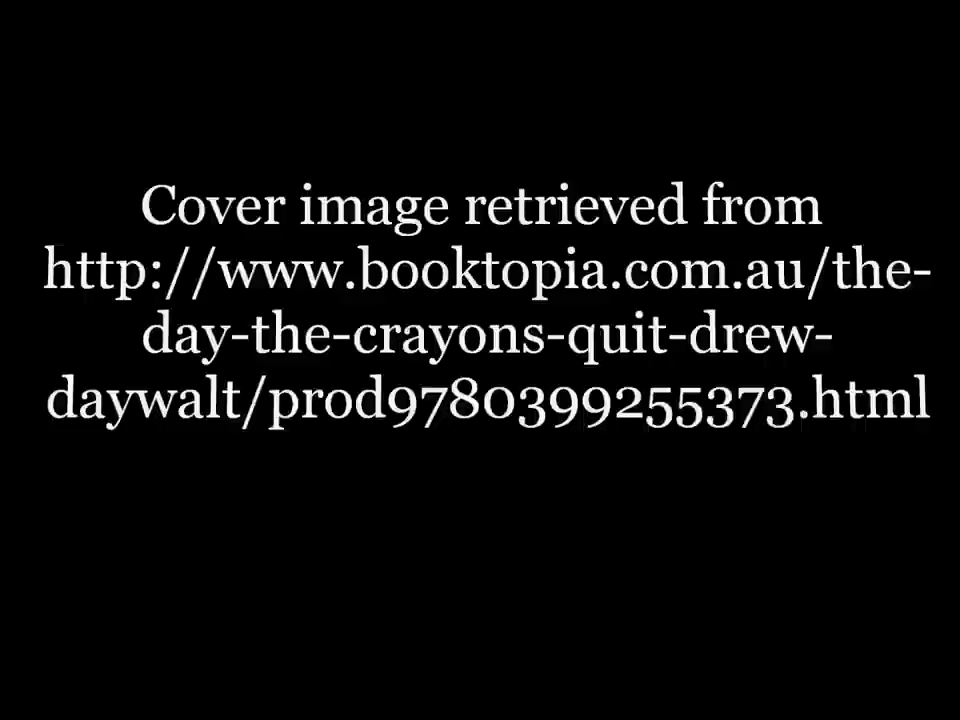 Cover image retrieved from
http://www.booktopia.com.au/the-
day-the-crayons-quit-drew-
daywalt/prod9780399255373.html